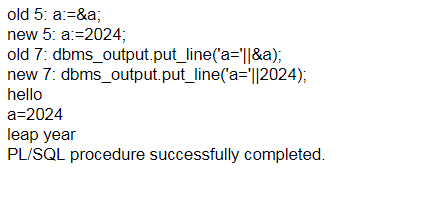 old 5: a:=&a;
new 5: a:=2024;
old 7: dbms_output.put_line('a='||&a);
new 7: dbms_output.put_line('a='||2024);
hello
a=2024
leap year
PL/SQL procedure successfully completed.